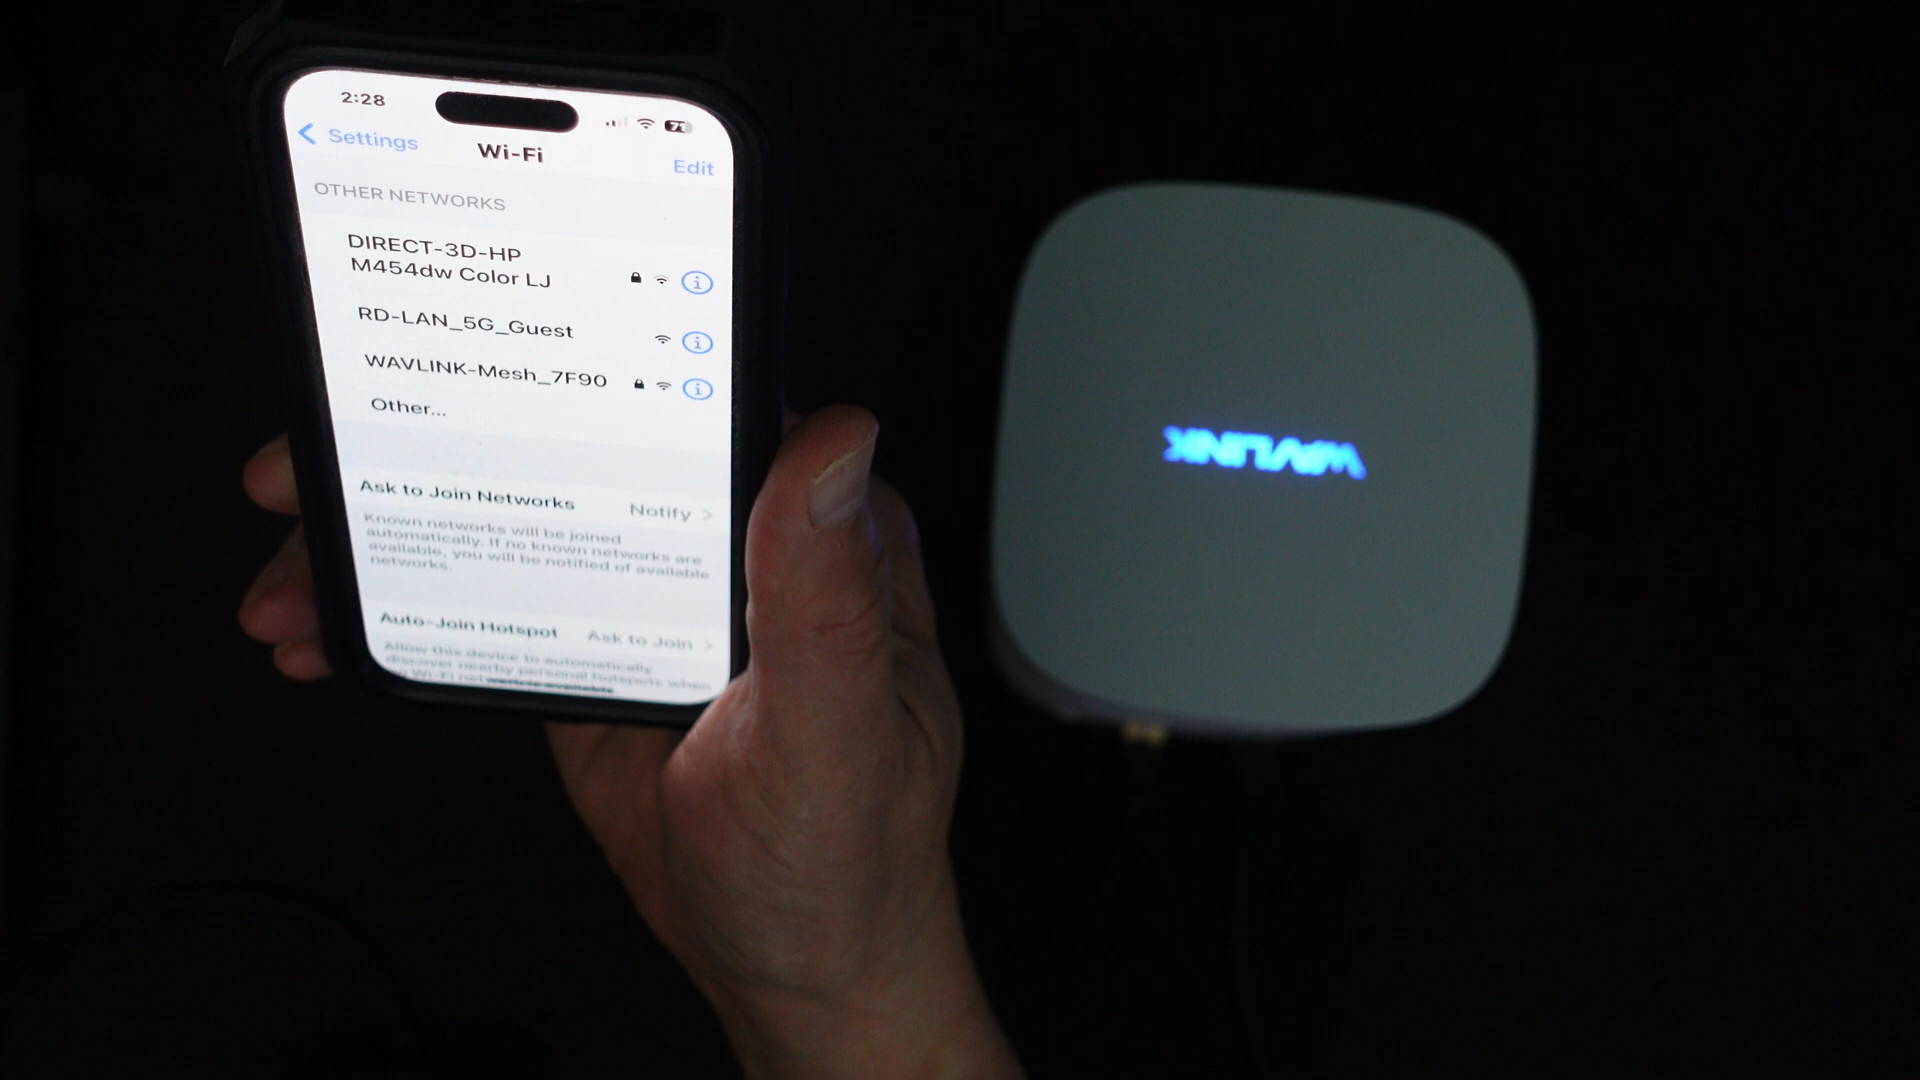 2:28
71
Settings
Wi-Fi
Edit
OTHER NETWORKS
DIRECT-3D-HP
M454dw Color LJ
RD-LAN_5G_Guest
WAVLINK-Mesh_7F90
Other...
Ask to Join Networks
Notify
Known networks will be joined
automatically. If no known networks are
available, you will be notified of available
networks.
Auto-Join Hotspot
Ask to Join
Allow this device to automatically
discover nearby personal hotspots when
no Wi-Fi network is available
WAVLINK